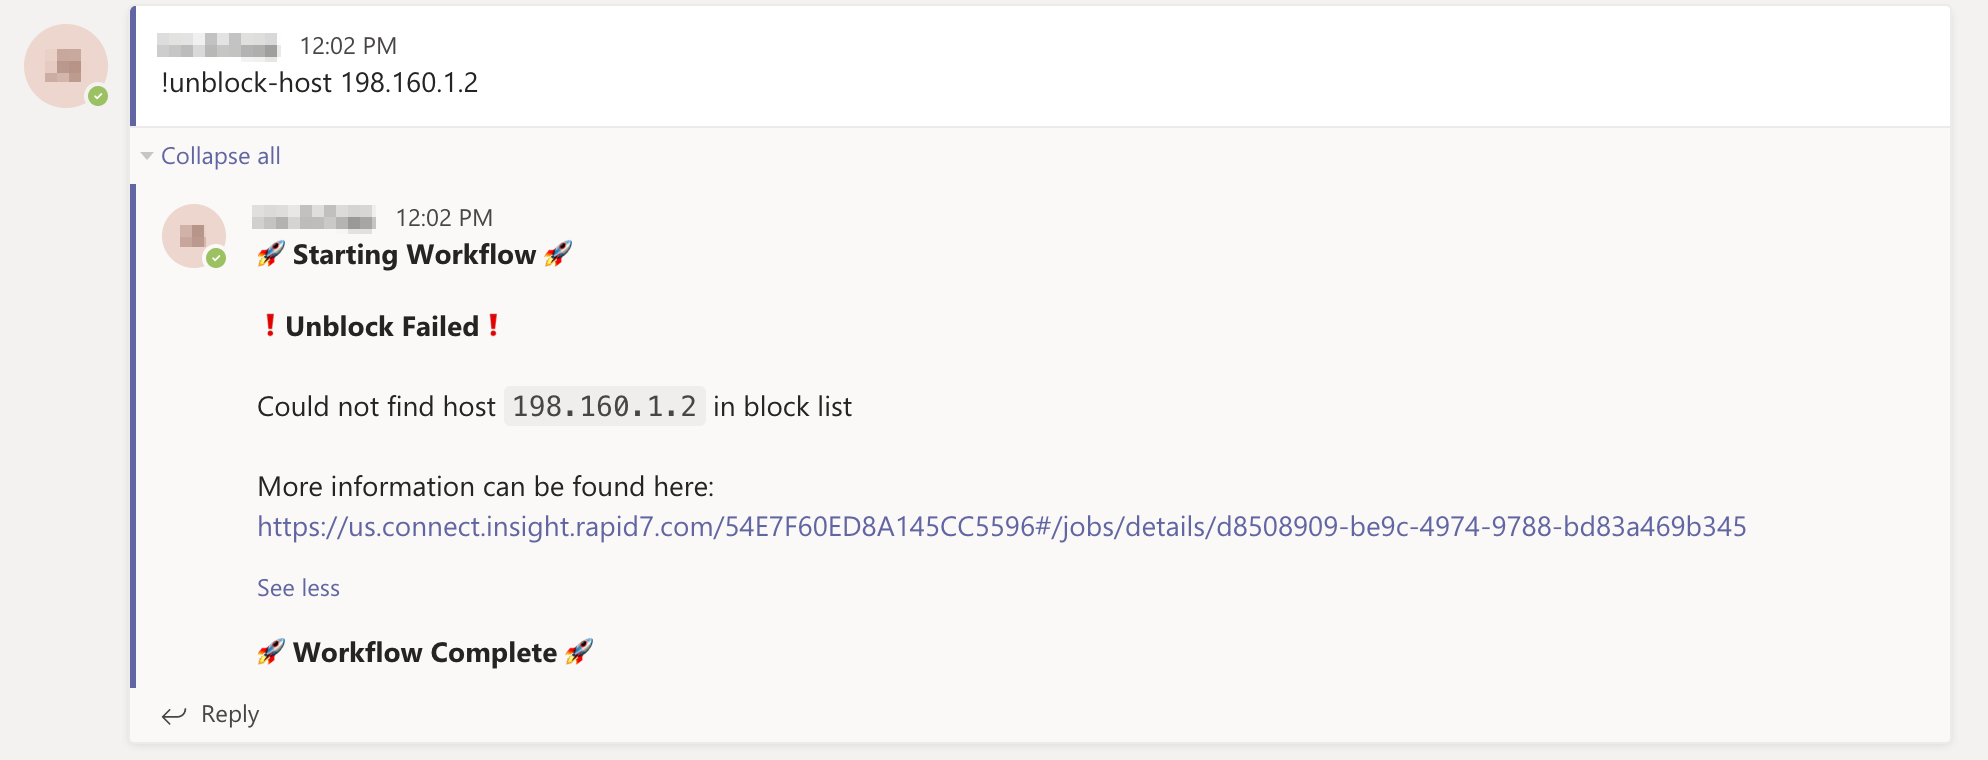 12:02 PM
!unblock-host 198.160.1.2
Collapse all
12:02 PM
🚀 Starting Workflow 🚀
❗ Unblock Failed ❗
Could not find host 198.160.1.2 in block list
More information can be found here:
https://us.connect.insight.rapid7.com/54E7F60ED8A145CC5596#/jobs/details/d8508909-be9c-4974-9788-bd83a469b345
See less
🚀 Workflow Complete 🚀
Reply